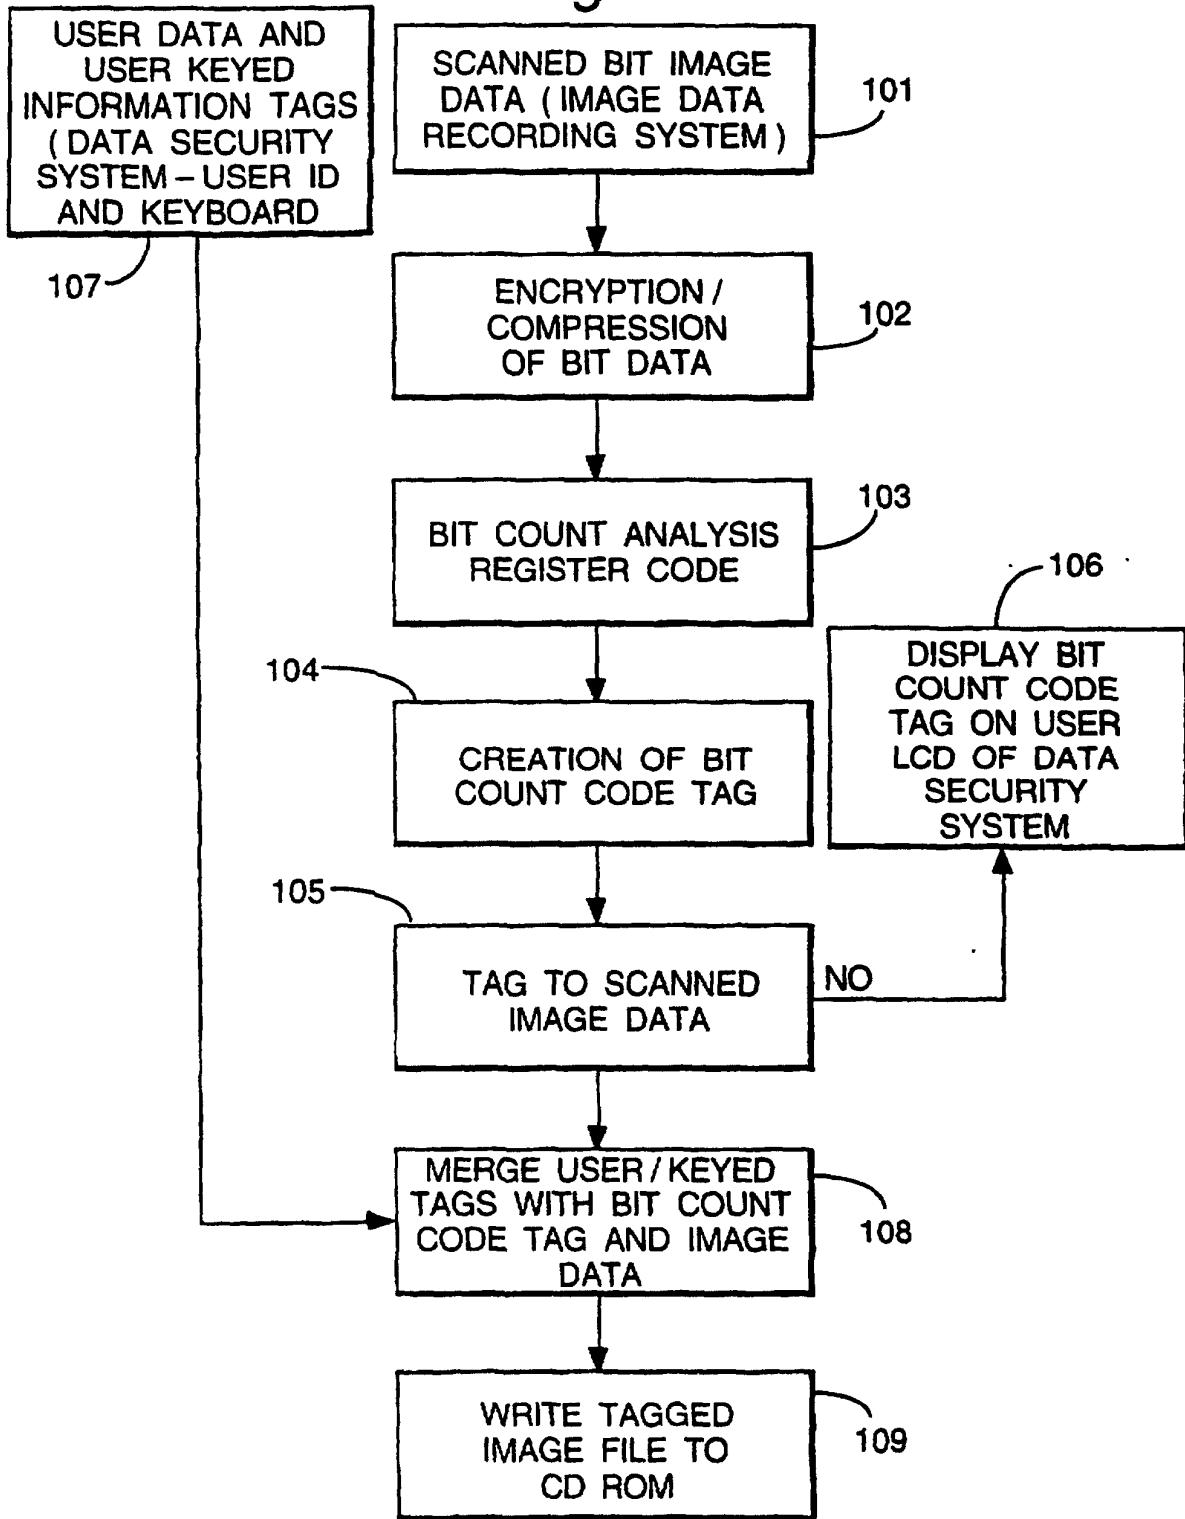 USER DATA AND
USER KEYED
INFORMATION TAGS
(DATA SECURITY
SYSTEM–USER ID
AND KEYBOARD
107
SCANNED BIT IMAGE
DATA (IMAGE DATA
RECORDING SYSTEM)
101
ENCRYPTION/
COMPRESSION
OF BIT DATA
102
BIT COUNT ANALYSIS
REGISTER CODE
103
104
CREATION OF BIT
COUNT CODE TAG
106
DISPLAY BIT
COUNT CODE
TAG ON USER
LCD OF DATA
SECURITY
SYSTEM
105
TAG TO SCANNED
IMAGE DATA
NO
MERGE USER/KEYED
TAGS WITH BIT COUNT
CODE TAG AND IMAGE
DATA
108
WRITE TAGGED
IMAGE FILE TO
CD ROM
109